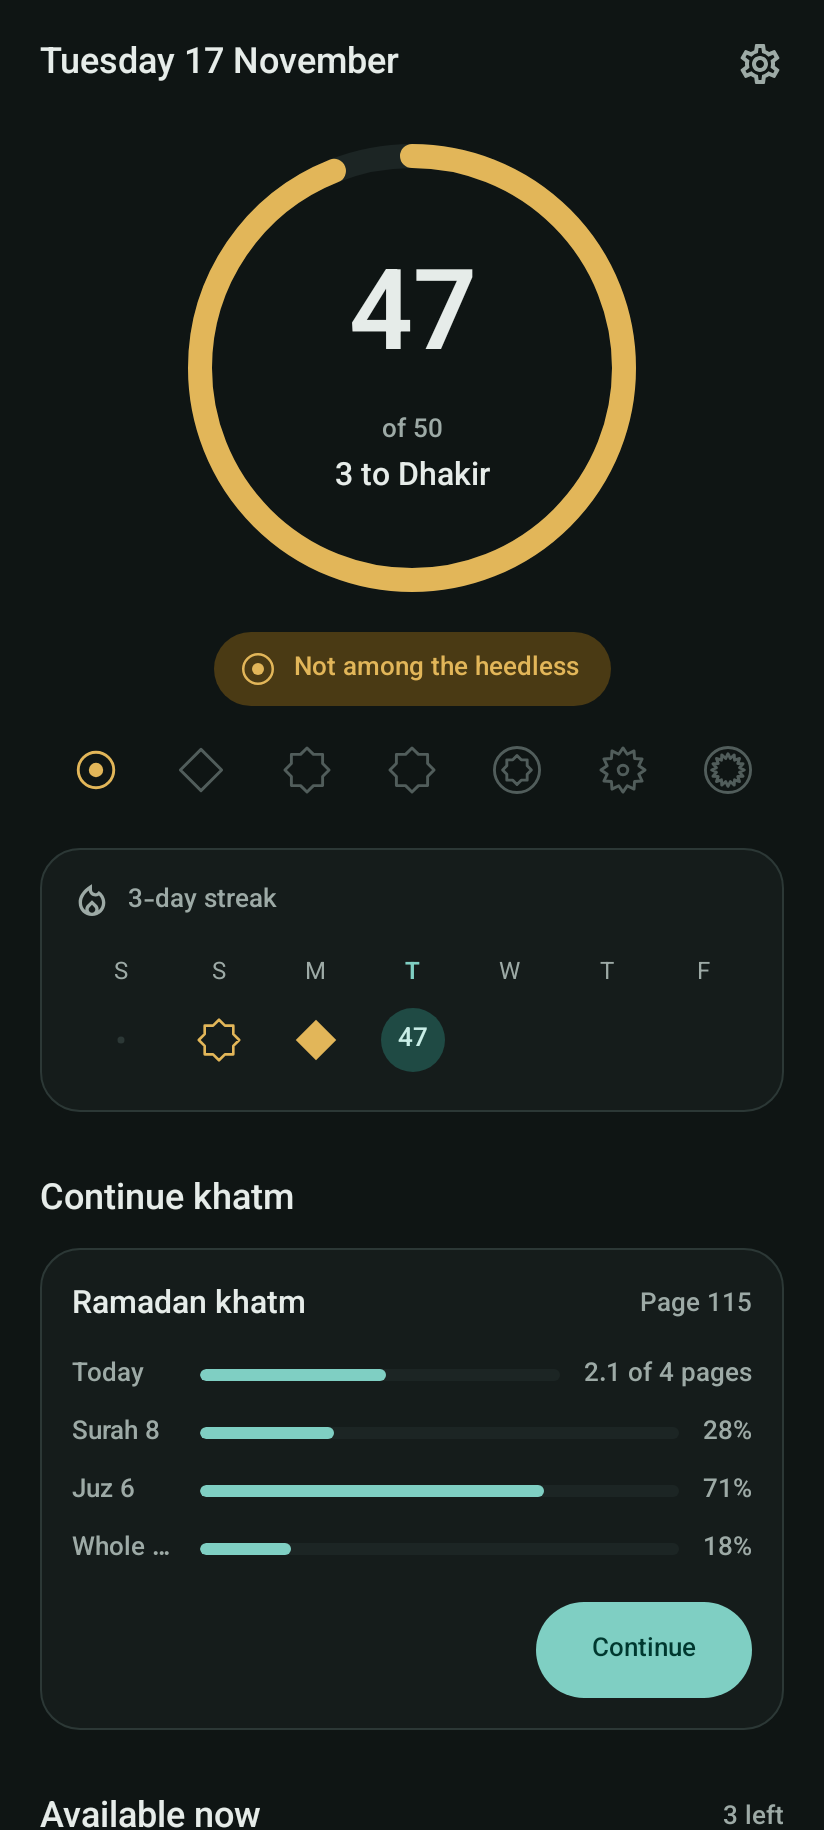 Tuesday 17 November
47
of 50
3 to Dhakir
Not among the heedless
3-day streak
S S M T W T F
47
Continue khatm
Ramadan khatm Page 115
Today 2.1 of 4 pages
Surah 8 28%
Juz 6 71%
Whole ... 18%
Continue
Available now 3 left